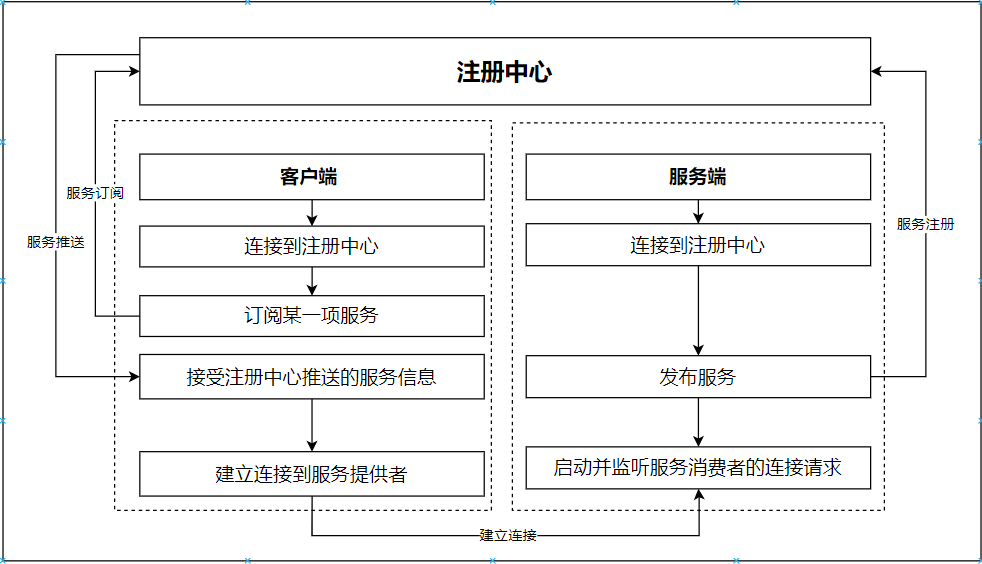 注册中心
客户端
服务端
服务订阅
服务推送
服务注册
连接到注册中心
连接到注册中心
订阅某一项服务
接受注册中心推送的服务信息
发布服务
建立连接到服务提供者
启动并监听服务消费者的连接请求
建立连接